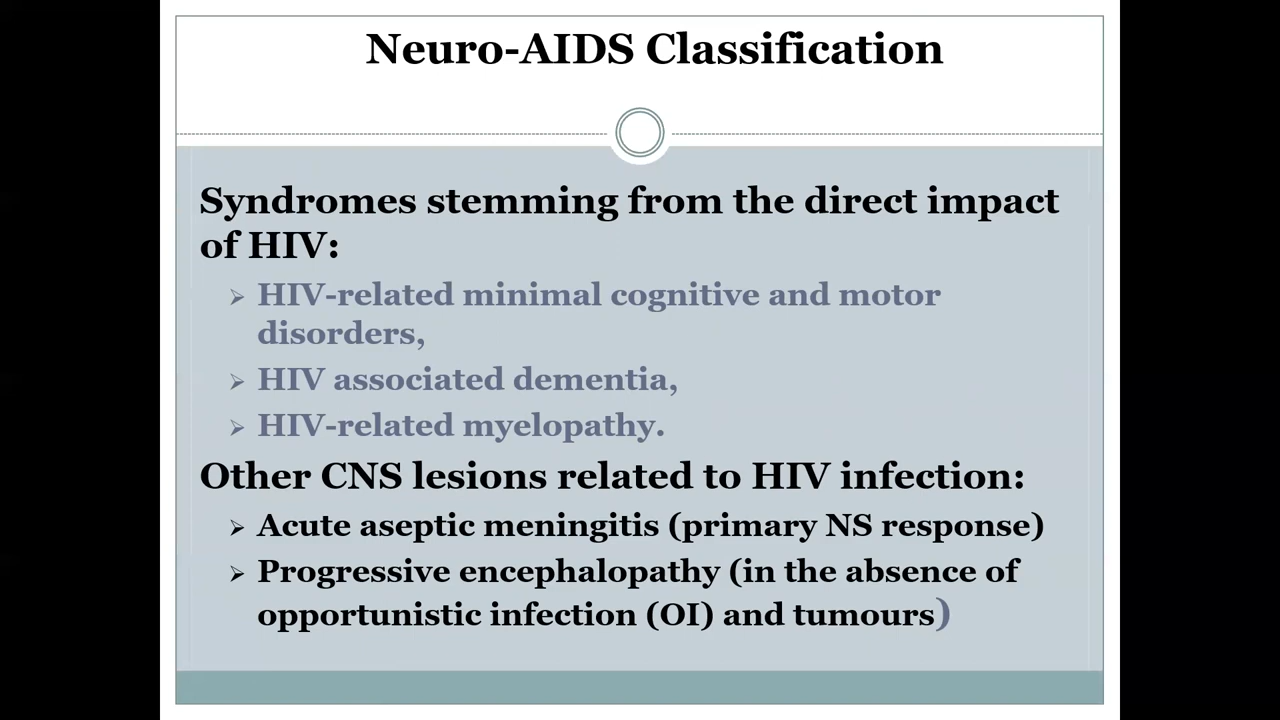 Neuro-AIDS Classification
Syndromes stemming from the direct impact
of HIV:
➢ HIV-related minimal cognitive and motor
disorders,
➢ HIV associated dementia,
➢ HIV-related myelopathy.
Other CNS lesions related to HIV infection:
➢ Acute aseptic meningitis (primary NS response)
➢ Progressive encephalopathy (in the absence of
opportunistic infection (OI) and tumours)